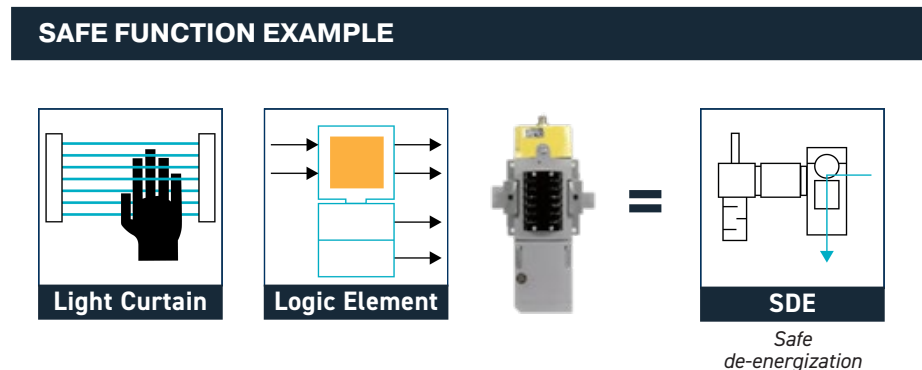 SAFE FUNCTION EXAMPLE
Light Curtain
Logic Element
=
SDE
Safe
de-energization